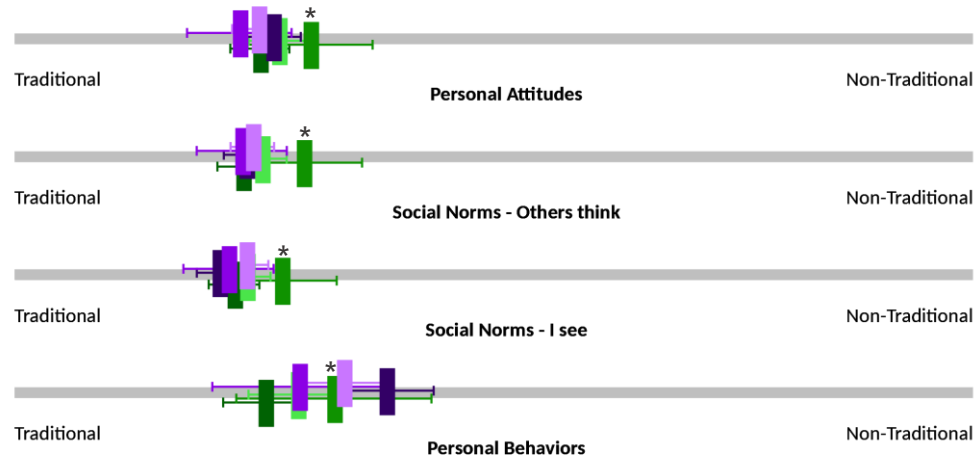 *
Traditional Non-Traditional
Personal Attitudes
*
Traditional Non-Traditional
Social Norms - Others think
*
Traditional Non-Traditional
Social Norms - I see
*
Traditional Non-Traditional
Personal Behaviors